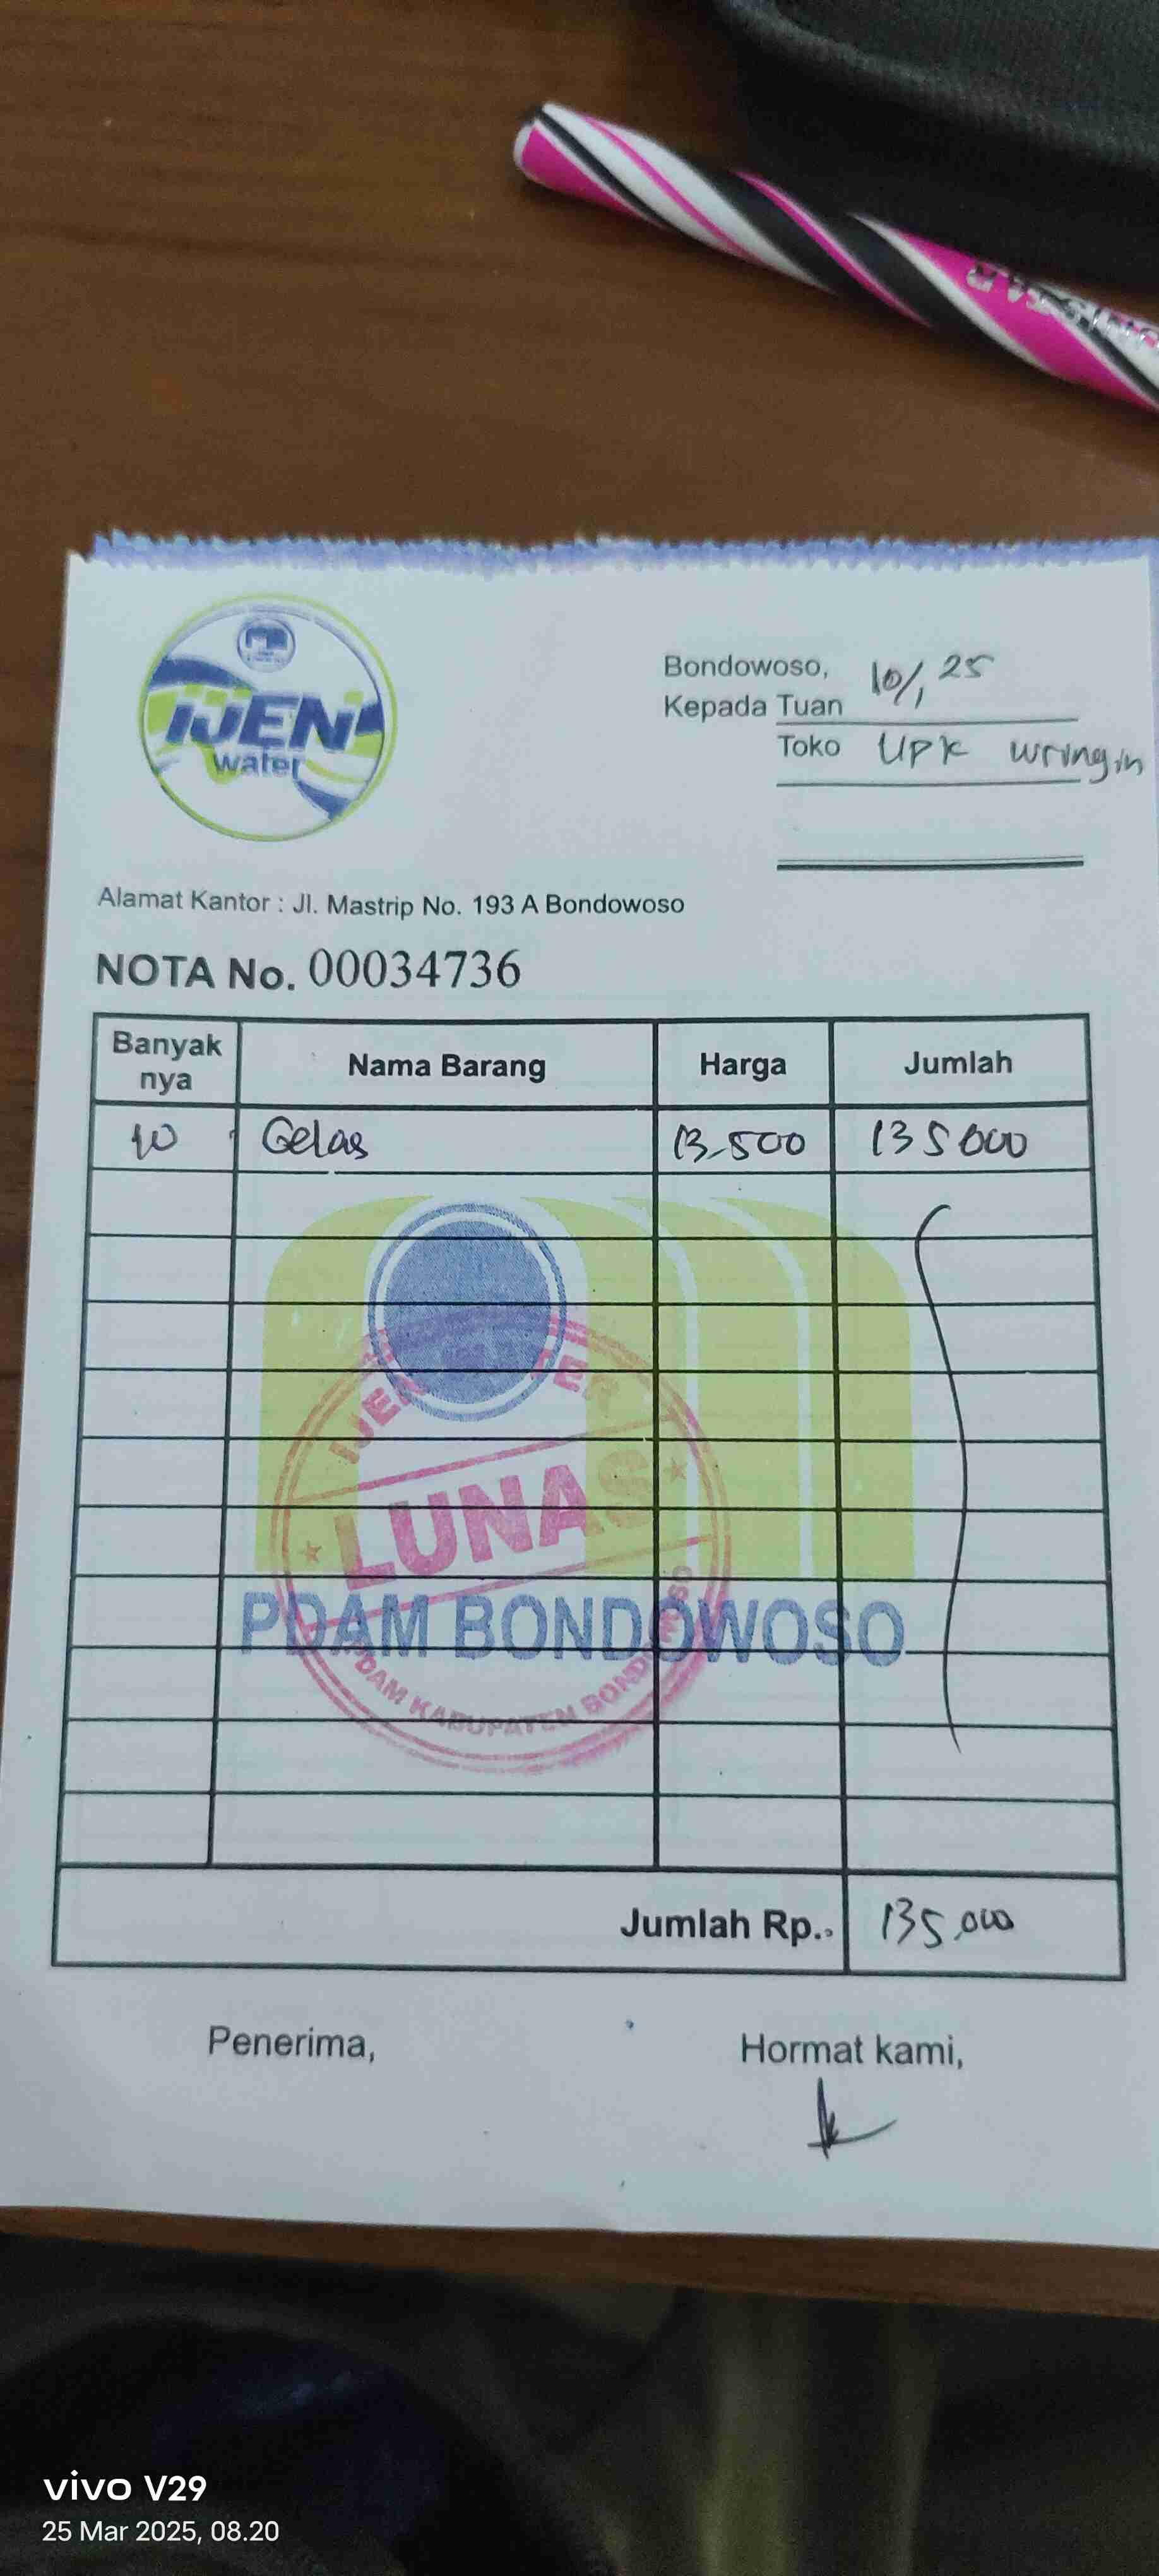 IJEN
water
Bondowoso, 10/1 25
Kepada Tuan
Toko UPK Wringin
Alamat Kantor : Jl. Mastrip No. 193 A Bondowoso
NOTA No. 00034736
Banyak nya Nama Barang Harga Jumlah
10 Gelas 13.500 135000
IJEN WATER
LUNAS
PDAM BONDOWOSO
PDAM KABUPATEN BONDOWOSO
Jumlah Rp. 135.000
Penerima, Hormat kami,
vivo V29
25 Mar 2025, 08.20